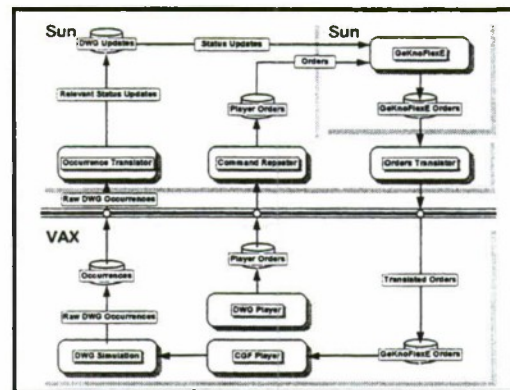 Sun
Sun
DWG Updates
Status Updates
GeKnoFlexE
Orders
Relevant Status Updates
Player Orders
GeKnoFlexE Orders
Occurrence Translator
Command Repeater
Orders Translator
Raw DWG Occurrences
VAX
Occurrences
Player Orders
Translated Orders
Raw DWG Occurrences
DWG Player
DWG Simulation
CGF Player
GeKnoFlexE Orders